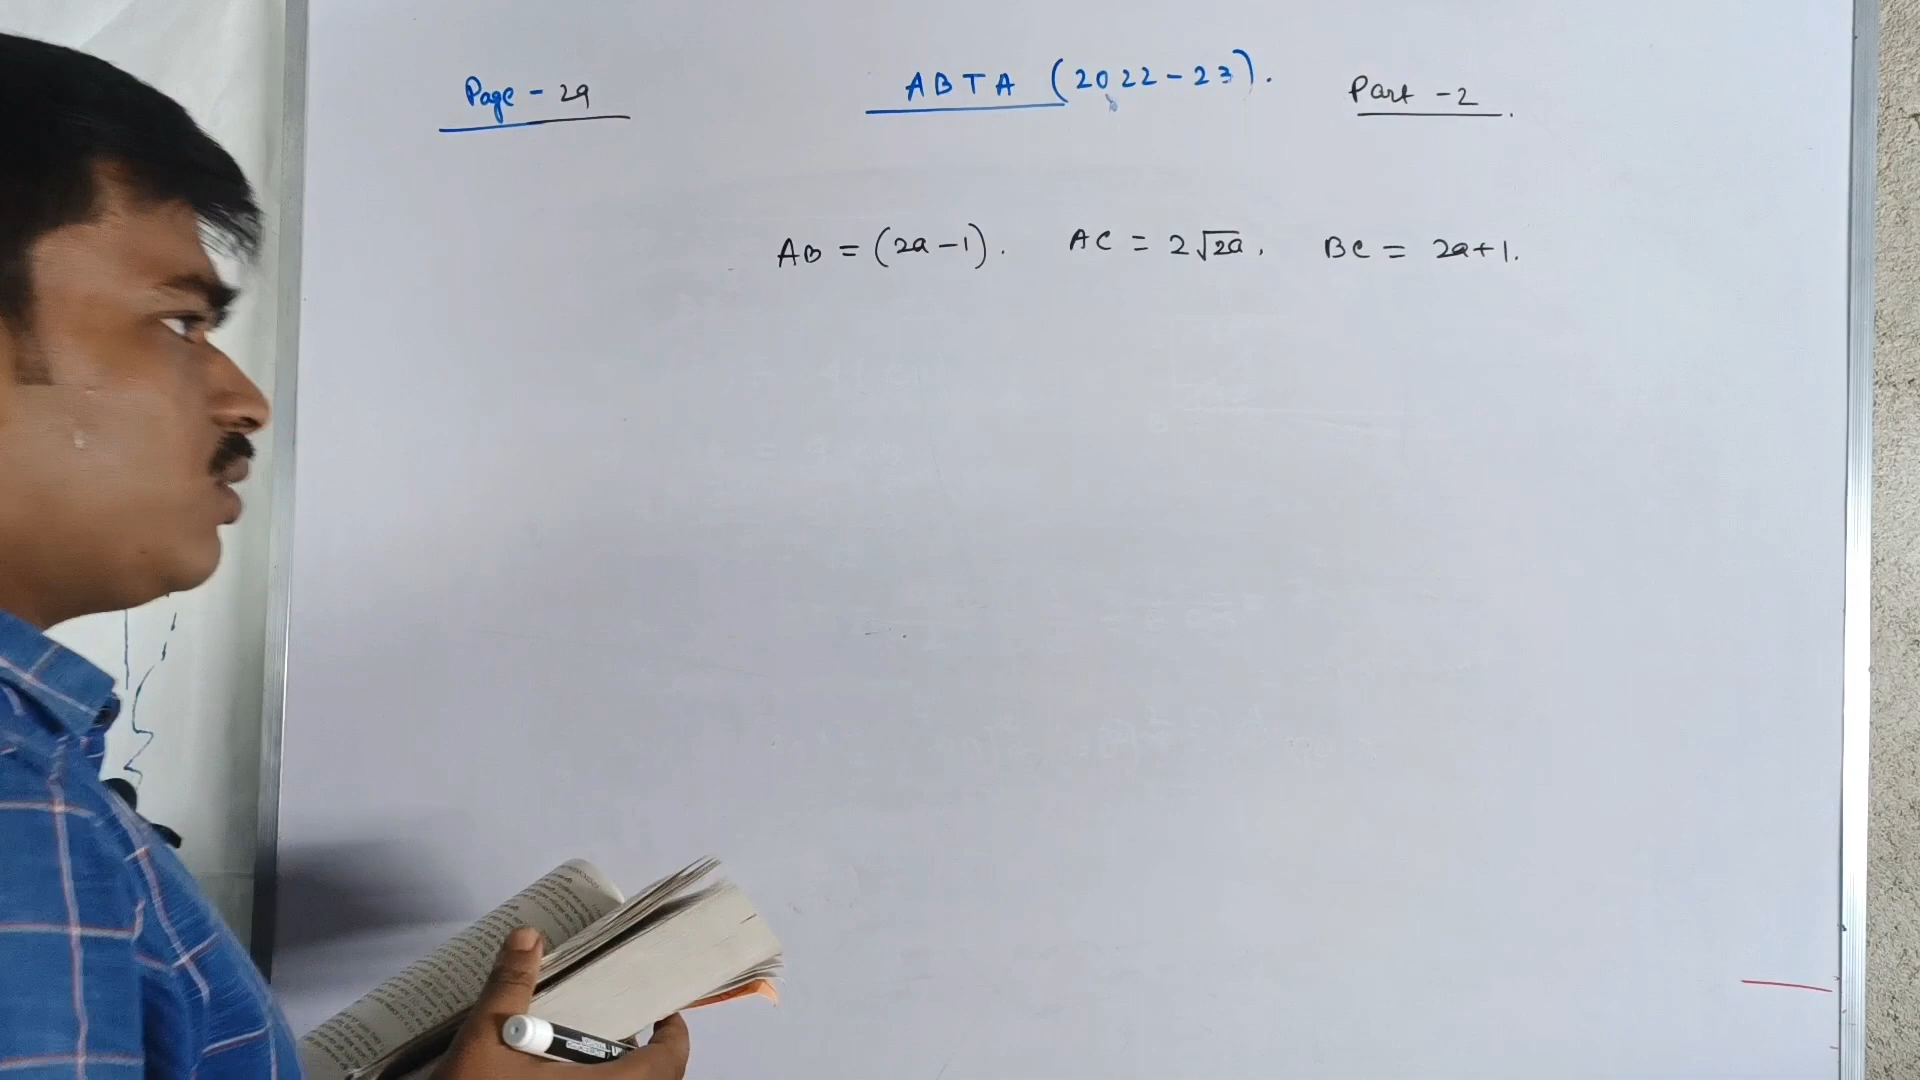 Page - 29 ABTA (2022-23). Part - 2.
AB = (2a-1). AC = 2√2a, BC = 2a+1.